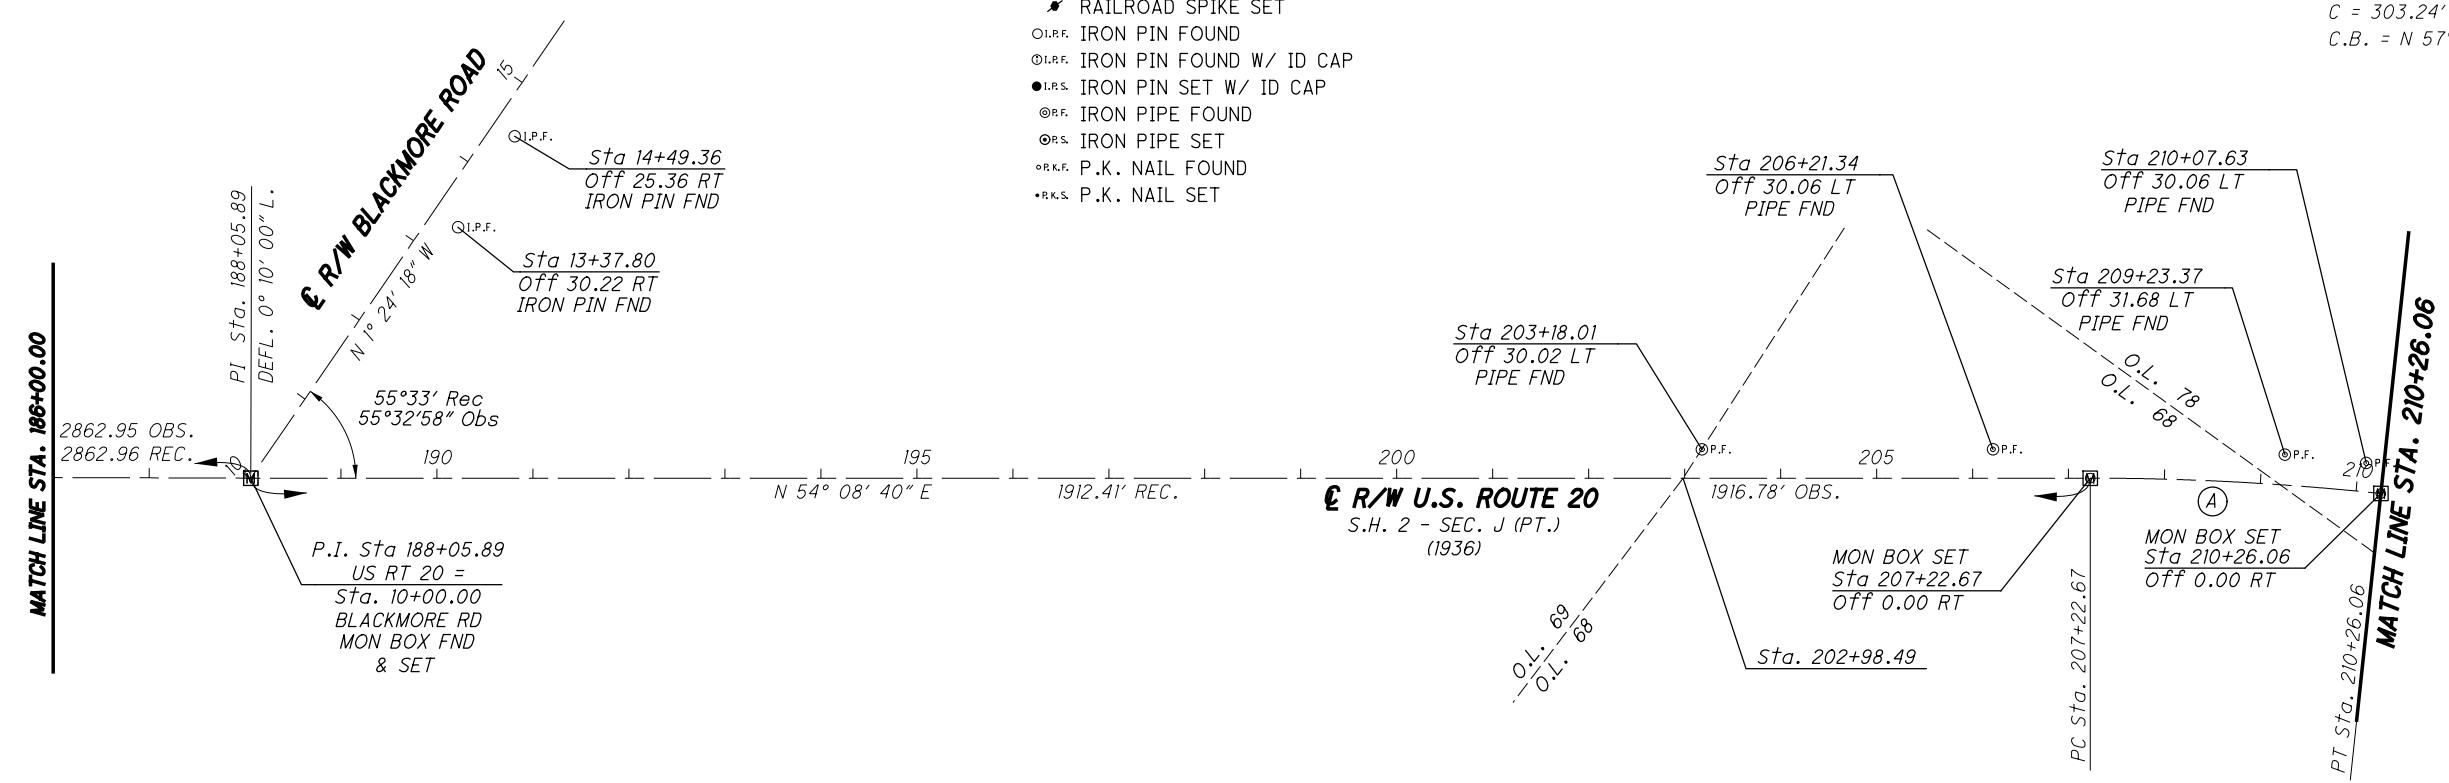 RAILROAD SPIKE SET
I.P.F. IRON PIN FOUND
I.P.F. IRON PIN FOUND W/ ID CAP
I.P.S. IRON PIN SET W/ ID CAP
P.F. IRON PIPE FOUND
P.S. IRON PIPE SET
P.K.F. P.K. NAIL FOUND
P.K.S. P.K. NAIL SET
C = 303.24'
C.B. = N 57°
MATCH LINE STA. 186+00.00
2862.95 OBS.
2862.96 REC.
PI Sta. 188+05.89
DEFL. 0° 10' 00" L.
℄ R/W BLACKMORE ROAD
N 1° 24' 18" W
10
15
I.P.F.
Sta 14+49.36
Off 25.36 RT
IRON PIN FND
I.P.F.
Sta 13+37.80
Off 30.22 RT
IRON PIN FND
55°33' Rec
55°32'58" Obs
P.I. Sta 188+05.89
US RT 20 =
Sta. 10+00.00
BLACKMORE RD
MON BOX FND
& SET
190
195
200
205
210
N 54° 08' 40" E
1912.41' REC.
℄ R/W U.S. ROUTE 20
S.H. 2 - SEC. J (PT.)
(1936)
1916.78' OBS.
Sta 203+18.01
Off 30.02 LT
PIPE FND
P.F.
Sta 206+21.34
Off 30.06 LT
PIPE FND
P.F.
Sta 210+07.63
Off 30.06 LT
PIPE FND
P.F.
Sta 209+23.37
Off 31.68 LT
PIPE FND
P.F.
O.L. 78
O.L. 68
O.L. 69
O.L. 68
Sta. 202+98.49
MON BOX SET
Sta 207+22.67
Off 0.00 RT
PC Sta. 207+22.67
A
MON BOX SET
Sta 210+26.06
Off 0.00 RT
PT Sta. 210+26.06
MATCH LINE STA. 210+26.06